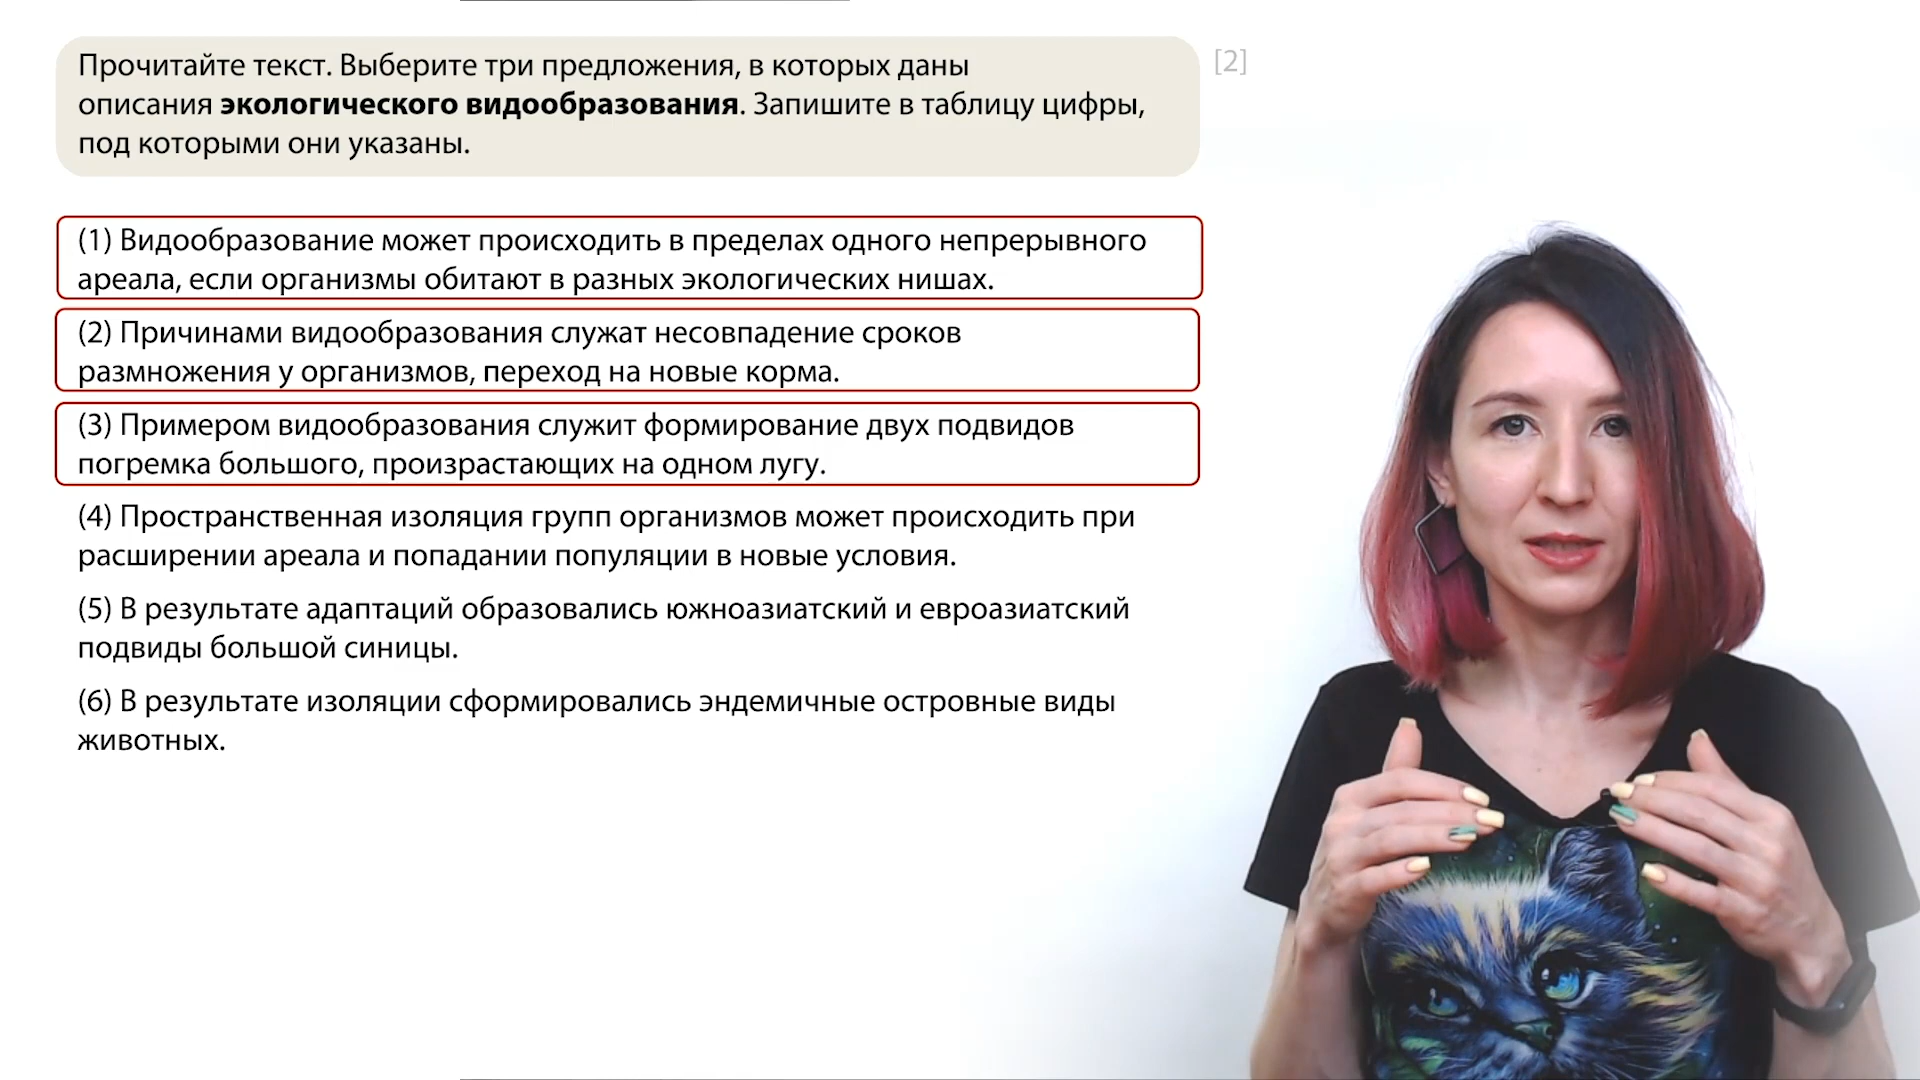 Прочитайте текст. Выберите три предложения, в которых даны
описания экологического видообразования. Запишите в таблицу цифры,
под которыми они указаны.
[2]
(1) Видообразование может происходить в пределах одного непрерывного
ареала, если организмы обитают в разных экологических нишах.
(2) Причинами видообразования служат несовпадение сроков
размножения у организмов, переход на новые корма.
(3) Примером видообразования служит формирование двух подвидов
погремка большого, произрастающих на одном лугу.
(4) Пространственная изоляция групп организмов может происходить при
расширении ареала и попадании популяции в новые условия.
(5) В результате адаптаций образовались южноазиатский и евроазиатский
подвиды большой синицы.
(6) В результате изоляции сформировались эндемичные островные виды
животных.